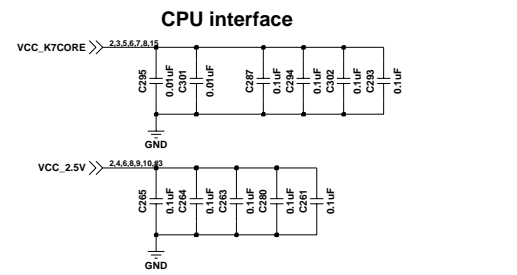 CPU interface
VCC_K7CORE 2,3,5,6,7,8,15
C295 0.01uF C301 0.01uF C287 0.1uF C294 0.1uF C302 0.1uF C293 0.1uF
GND
VCC_2.5V 2,4,6,8,9,10,
C265 0.1uF C264 0.1uF C263 0.1uF C280 0.1uF C261 0.1uF
GND